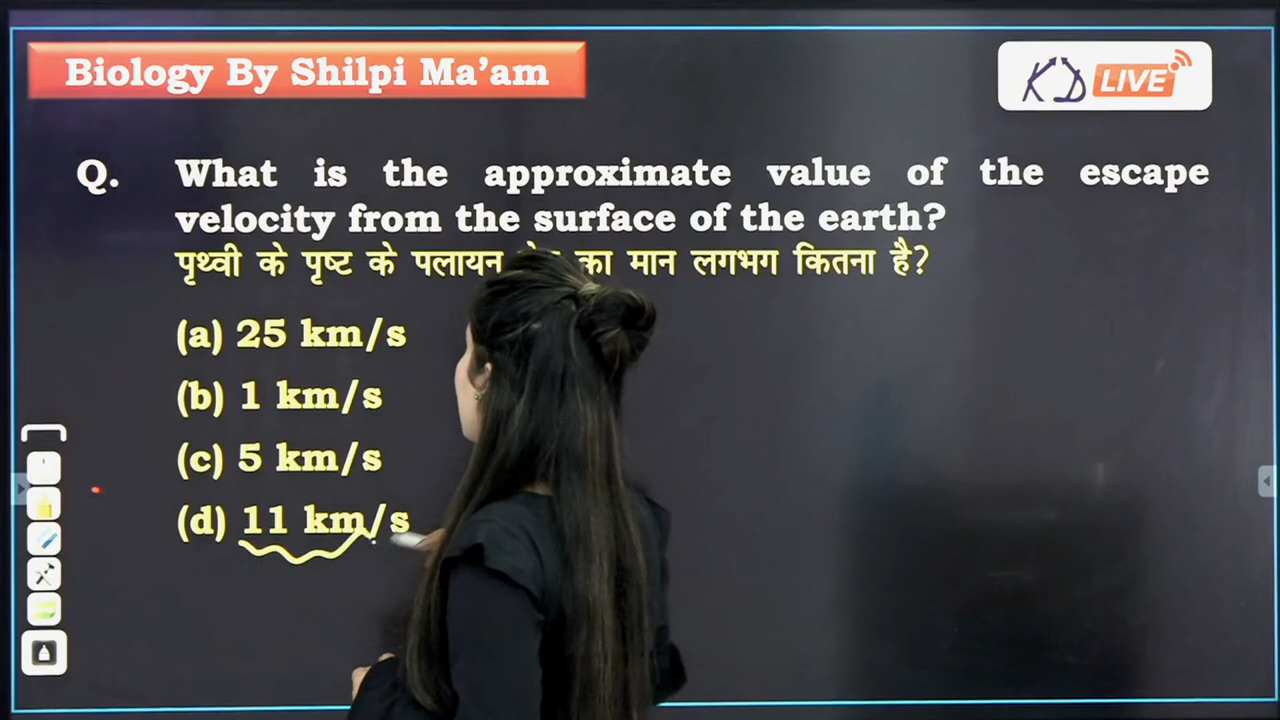 Biology By Shilpi Ma'am
KD LIVE
Q. What is the approximate value of the escape
velocity from the surface of the earth?
पृथ्वी के पृष्ट के पलायन का मान लगभग कितना है?
(a) 25 km/s
(b) 1 km/s
(c) 5 km/s
(d) 11 km/s